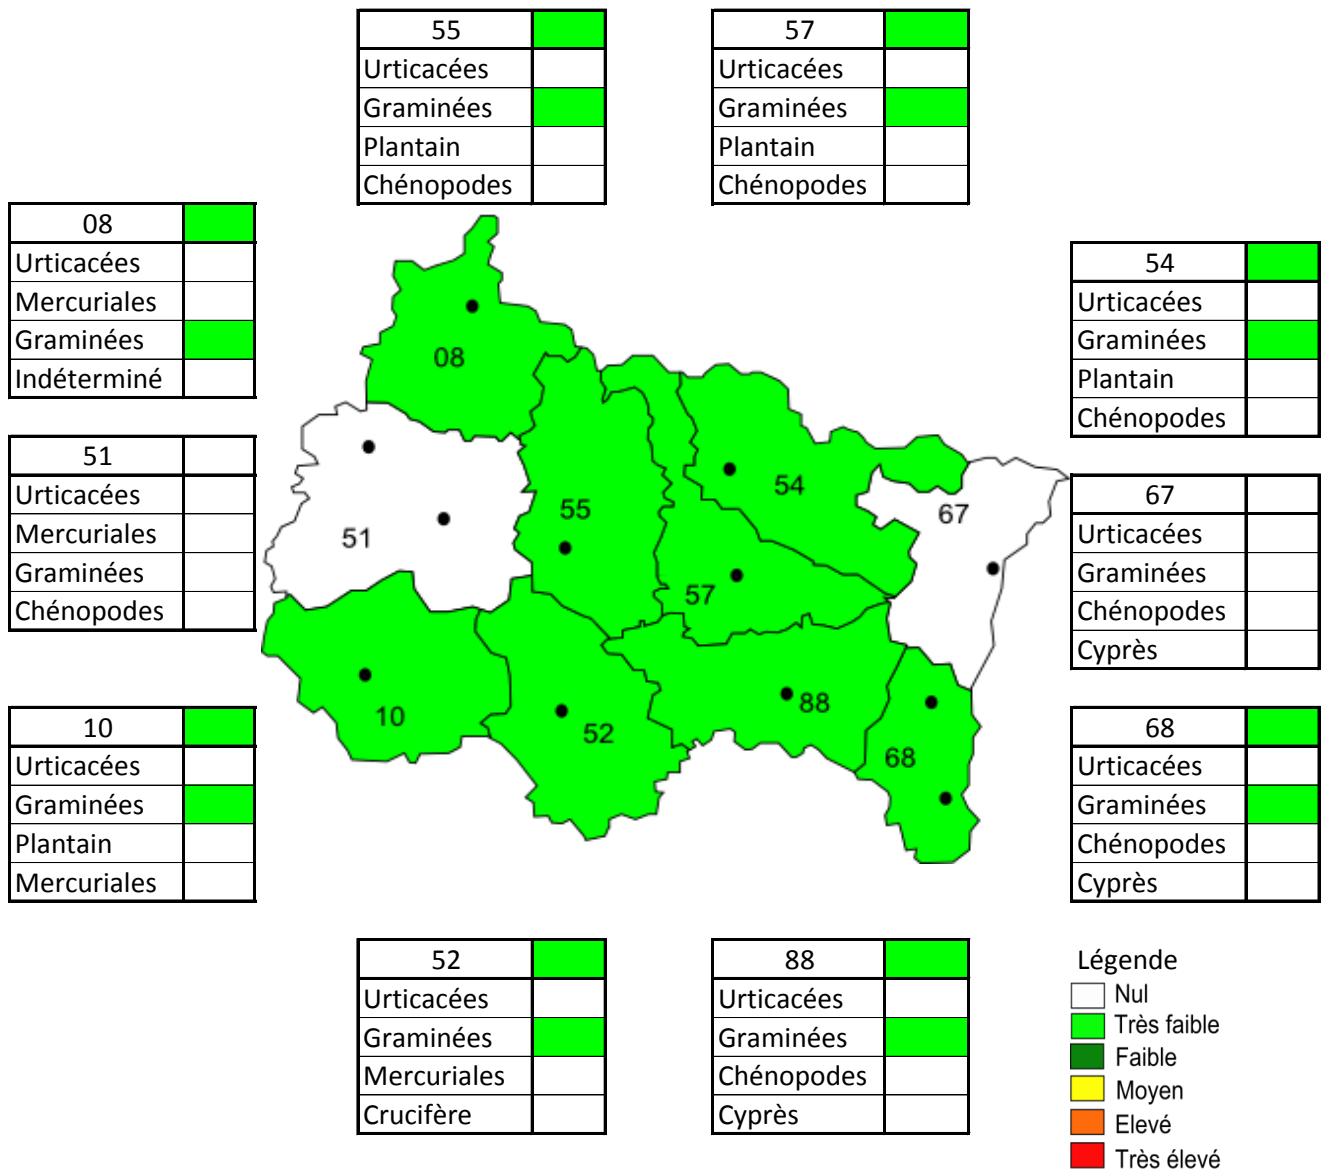 55
Urticacées
Graminées
Plantain
Chénopodes
57
Urticacées
Graminées
Plantain
Chénopodes
08
Urticacées
Mercuriales
Graminées
Indéterminé
54
Urticacées
Graminées
Plantain
Chénopodes
51
Urticacées
Mercuriales
Graminées
Chénopodes
67
Urticacées
Graminées
Chénopodes
Cyprès
08
54
55
67
51
57
10
52
88
68
10
Urticacées
Graminées
Plantain
Mercuriales
68
Urticacées
Graminées
Chénopodes
Cyprès
52
Urticacées
Graminées
Mercuriales
Crucifère
88
Urticacées
Graminées
Chénopodes
Cyprès
Légende
Nul
Très faible
Faible
Moyen
Elevé
Très élevé